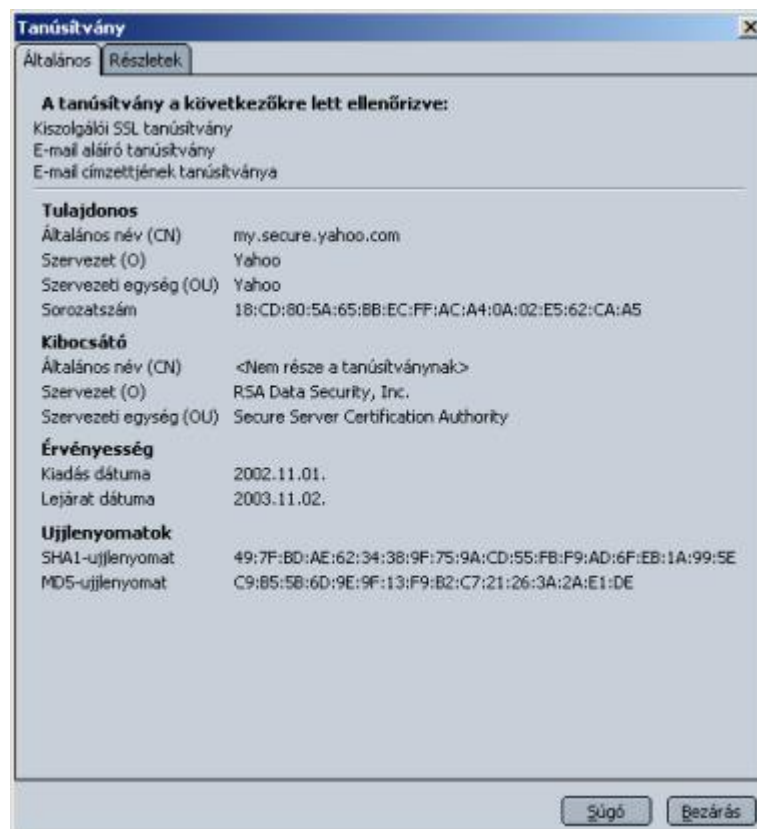 Tanúsítvány
Általános Részletek
A tanúsítvány a következőkre lett ellenőrizve:
Kiszolgálói SSL tanúsítvány
E-mail aláíró tanúsítvány
E-mail címzettjének tanúsítványa
Tulajdonos
Általános név (CN) my.secure.yahoo.com
Szervezet (O) Yahoo
Szervezeti egység (OU) Yahoo
Sorozatszám 18:CD:80:5A:65:BB:EC:FF:AC:A4:0A:02:E5:62:CA:A5
Kibocsátó
Általános név (CN) <Nem része a tanúsítványnak>
Szervezet (O) RSA Data Security, Inc.
Szervezeti egység (OU) Secure Server Certification Authority
Érvényesség
Kiadás dátuma 2002.11.01.
Lejárat dátuma 2003.11.02.
Ujjlenyomatok
SHA1-ujjlenyomat 49:7F:BD:AE:62:34:38:9F:75:9A:CD:55:FB:F9:AD:6F:EB:1A:99:5E
MD5-ujjlenyomat C9:B5:5B:6D:9E:9F:13:F9:B2:C7:21:26:3A:2A:E1:DE
Súgó Bezárás